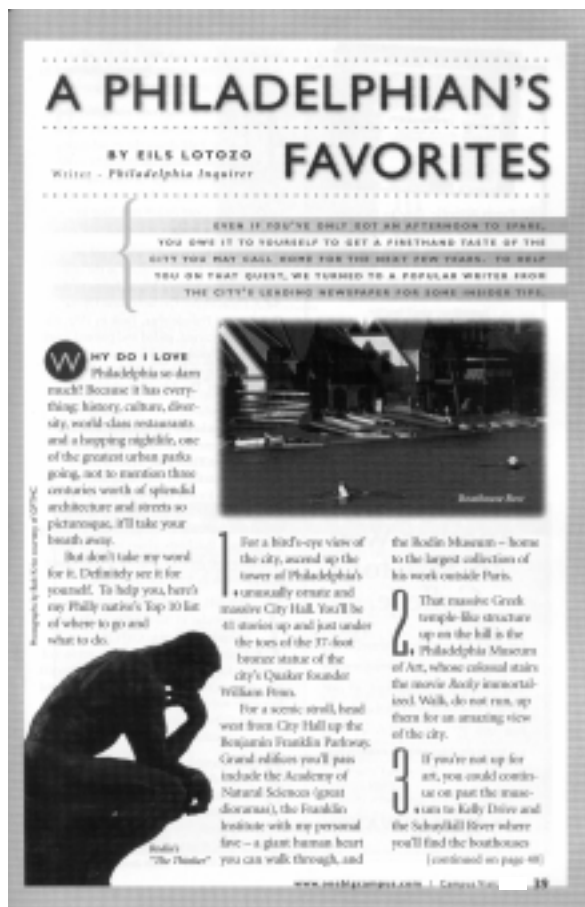 A PHILADELPHIAN'S
FAVORITES
BY EILS LOTOZO
Writer – Philadelphia Inquirer
EVEN IF YOU'VE ONLY GOT AN AFTERNOON TO SPARE,
YOU OWE IT TO YOURSELF TO GET A FIRSTHAND TASTE OF THE
CITY YOU MAY CALL HOME FOR THE NEXT FEW YEARS. TO HELP
YOU ON THAT QUEST, WE TURNED TO A POPULAR WRITER FROM
THE CITY'S LEADING NEWSPAPER FOR SOME INSIDER TIPS.
WHY DO I LOVE
Philadelphia so darn
much? Because it has every-
thing: history, culture, diver-
sity, world-class restaurants
and a hopping nightlife, one
of the greatest urban parks
going, not to mention three
centuries worth of splendid
architecture and streets so
picturesque, it'll take your
breath away.
But don't take my word
for it. Definitely see it for
yourself. To help you, here's
my Philly native's Top 10 list
of where to go and
what to do.
Photographs by courtesy of GPTMC
Rodin's
"The Thinker"
Boathouse Row
1. For a bird's-eye view of
the city, ascend up the
tower of Philadelphia's
unusually ornate and
massive City Hall. You'll be
41 stories up and just under
the toes of the 37-foot
bronze statue of the
city's Quaker founder
William Penn.
For a scenic stroll, head
west from City Hall up the
Benjamin Franklin Parkway.
Grand edifices you'll pass
include the Academy of
Natural Sciences (great
dioramas), the Franklin
Institute with my personal
fave – a giant human heart
you can walk through, and
the Rodin Museum – home
to the largest collection of
his work outside Paris.
2. That massive Greek
temple-like structure
up on the hill is the
Philadelphia Museum
of Art, whose colossal stairs
the movie Rocky immortal-
ized. Walk, do not run, up
them for an amazing view
of the city.
3. If you're not up for
art, you could contin-
ue on past the muse-
um to Kelly Drive and
the Schuylkill River where
you'll find the boathouses
(continued on page 40)
| Campus Visit
39